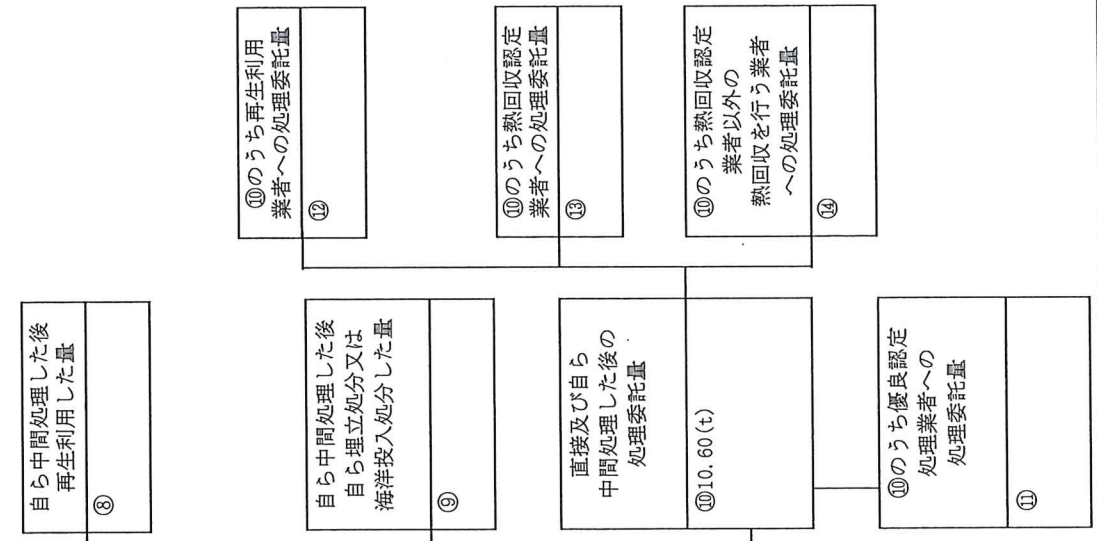 自ら中間処理した後
再生利用した量
⑧
自ら中間処理した後
自ら埋立処分又は
海洋投入処分した量
⑨
直接及び自ら
中間処理した後の
処理委託量
⑩10.60(t)
⑩のうち優良認定
処理業者への
処理委託量
⑪
⑩のうち再生利用
業者への処理委託量
⑫
⑩のうち熱回収認定
業者への処理委託量
⑬
⑩のうち熱回収認定
業者以外の
熱回収を行う業者
への処理委託量
⑭